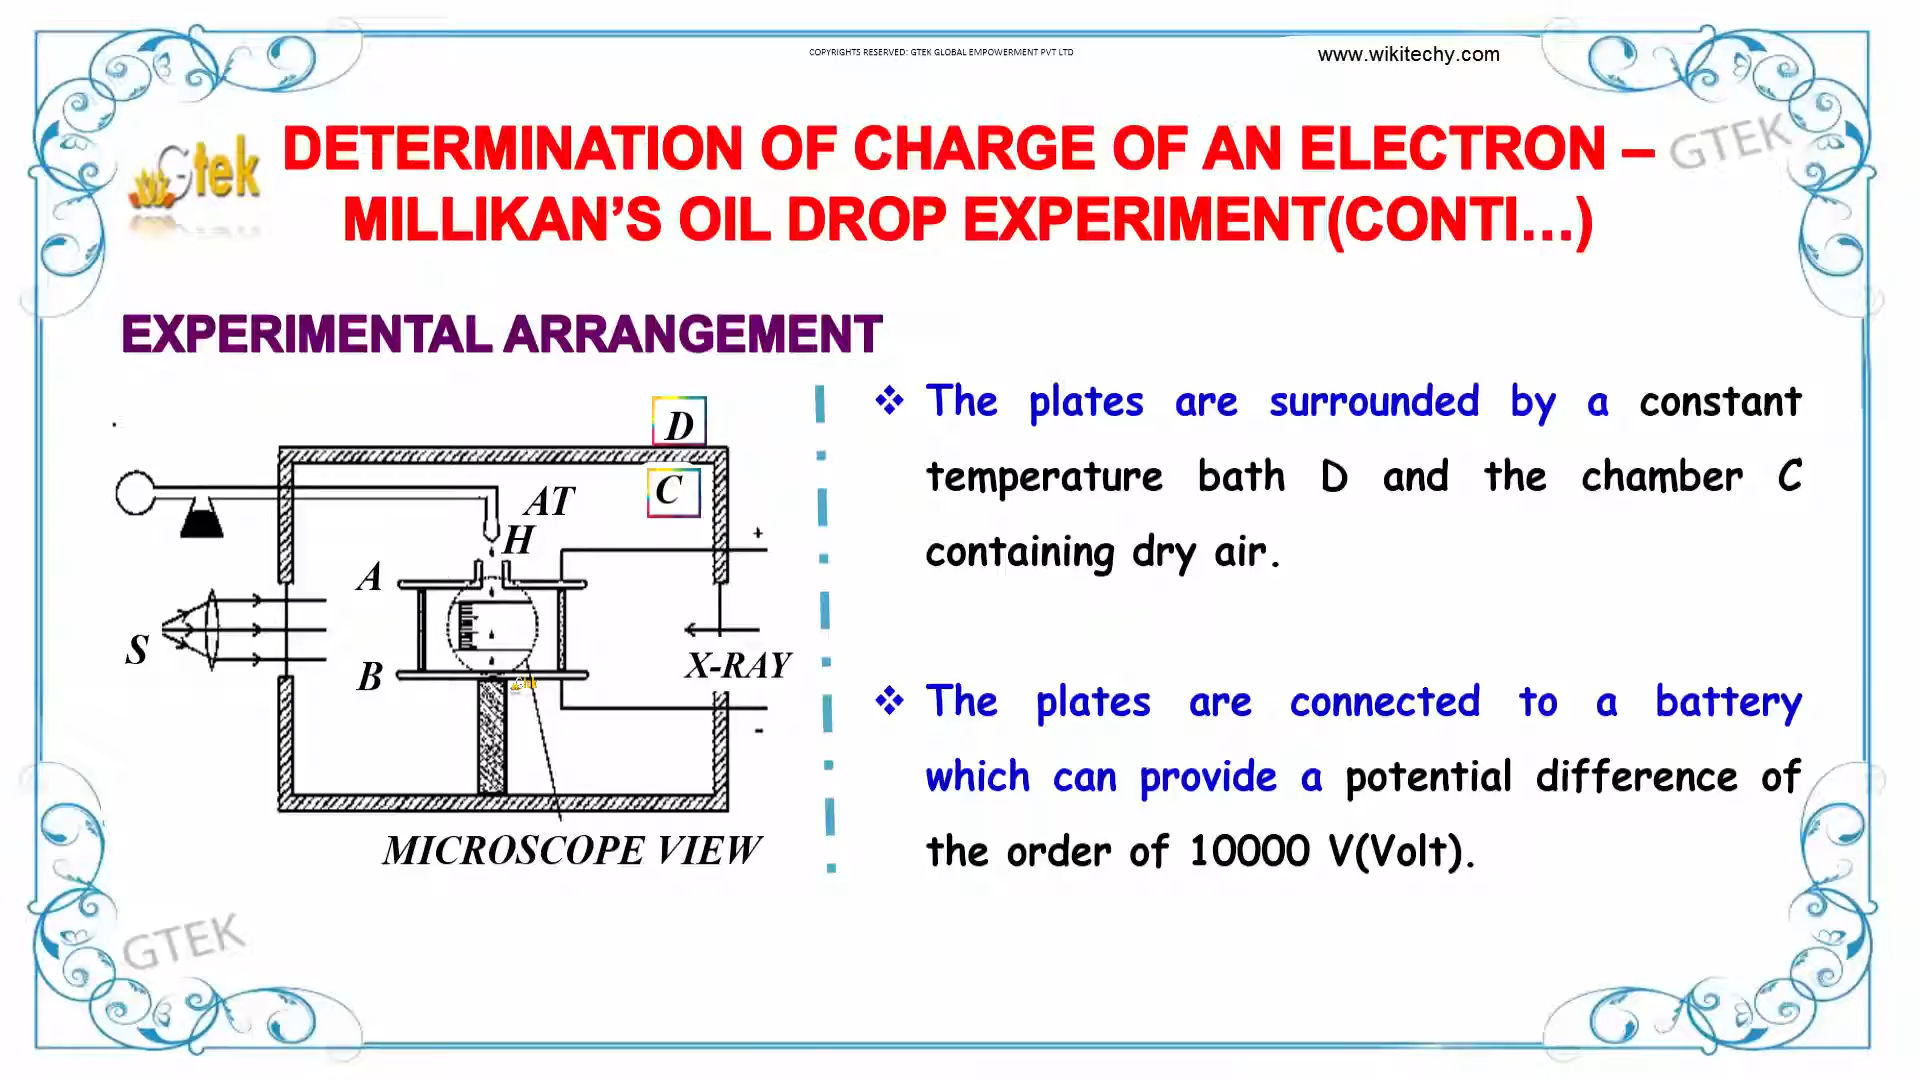 COPYRIGHTS RESERVED: GTEK GLOBAL EMPOWERMENT PVT LTD
www.wikitechy.com
Gtek
GTEK
DETERMINATION OF CHARGE OF AN ELECTRON –
MILLIKAN’S OIL DROP EXPERIMENT(CONTI...)
EXPERIMENTAL ARRANGEMENT
D
C
AT
H
+
A
S
B
X-RAY
-
MICROSCOPE VIEW
❖ The plates are surrounded by a constant
temperature bath D and the chamber C
containing dry air.
❖ The plates are connected to a battery
which can provide a potential difference of
the order of 10000 V(Volt).
GTEK